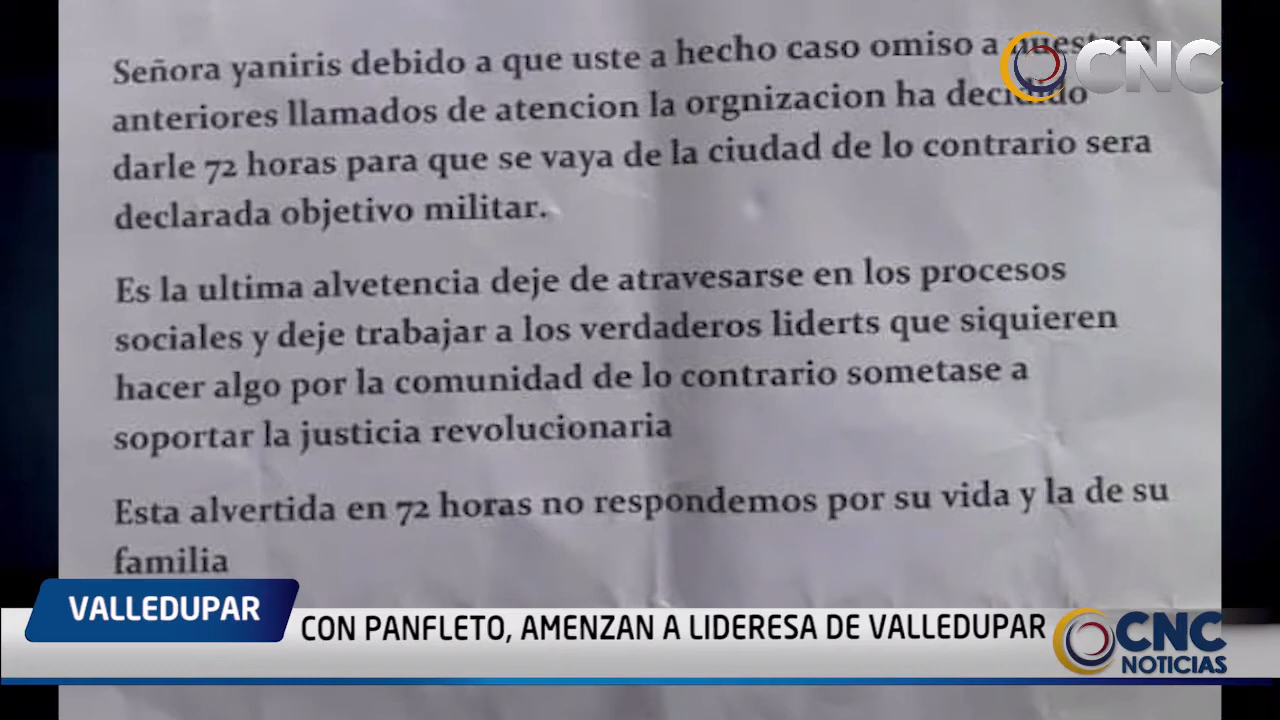 Señora yaniris debido a que uste a hecho caso omiso a nuestros
anteriores llamados de atencion la orgnizacion ha decidido
darle 72 horas para que se vaya de la ciudad de lo contrario sera
declarada objetivo militar.
Es la ultima alvetencia deje de atravesarse en los procesos
sociales y deje trabajar a los verdaderos liderts que siquieren
hacer algo por la comunidad de lo contrario sometase a
soportar la justicia revolucionaria
Esta alvertida en 72 horas no respondemos por su vida y la de su
familia
CNC
VALLEDUPAR
CON PANFLETO, AMENZAN A LIDERESA DE VALLEDUPAR
CNC
NOTICIAS